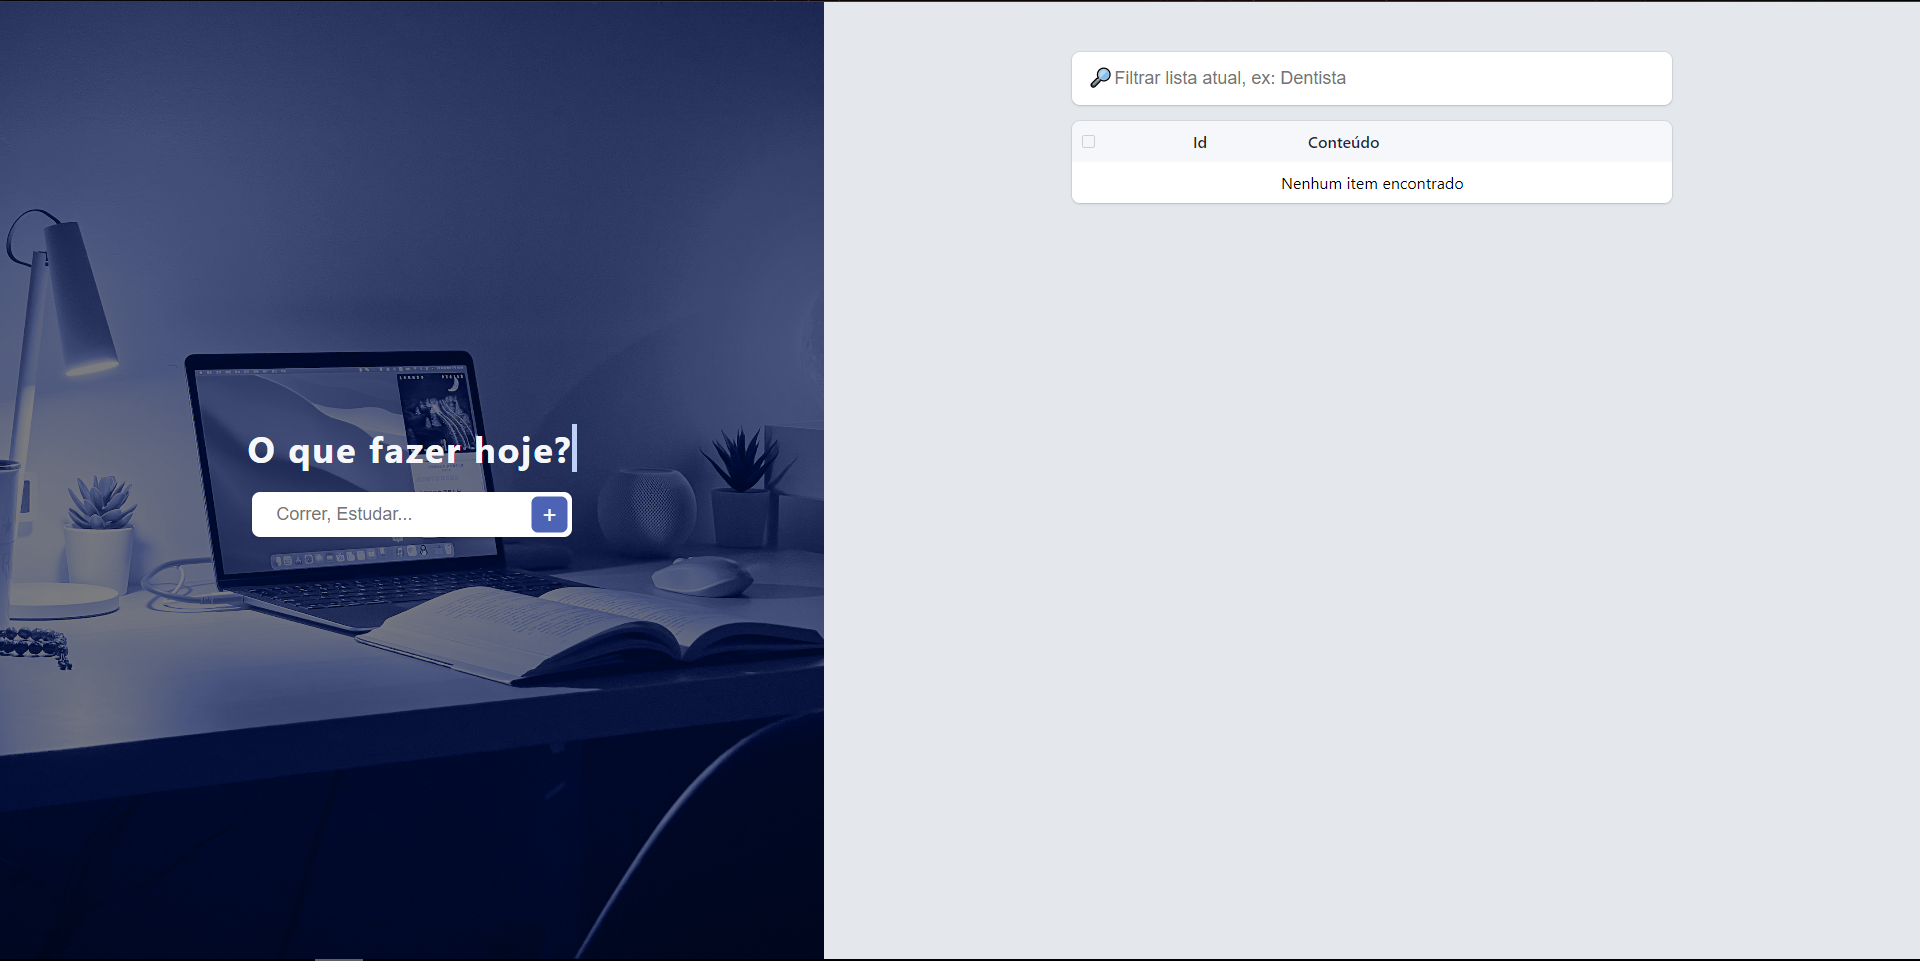 O que fazer hoje?
Correr, Estudar...
+
🔎 Filtrar lista atual, ex: Dentista
Id Conteúdo
Nenhum item encontrado